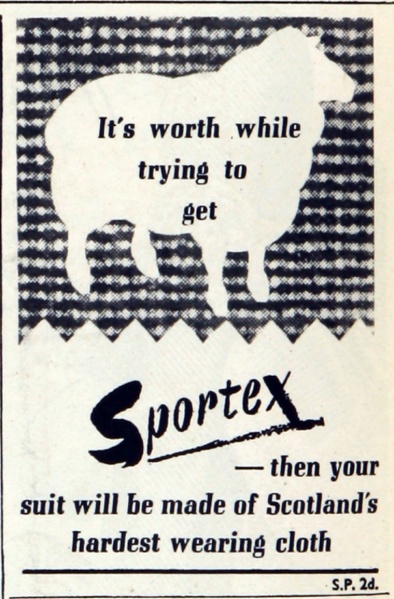 It's worth while
trying to
get
Sportex
— then your
suit will be made of Scotland's
hardest wearing cloth
S.P. 2d.